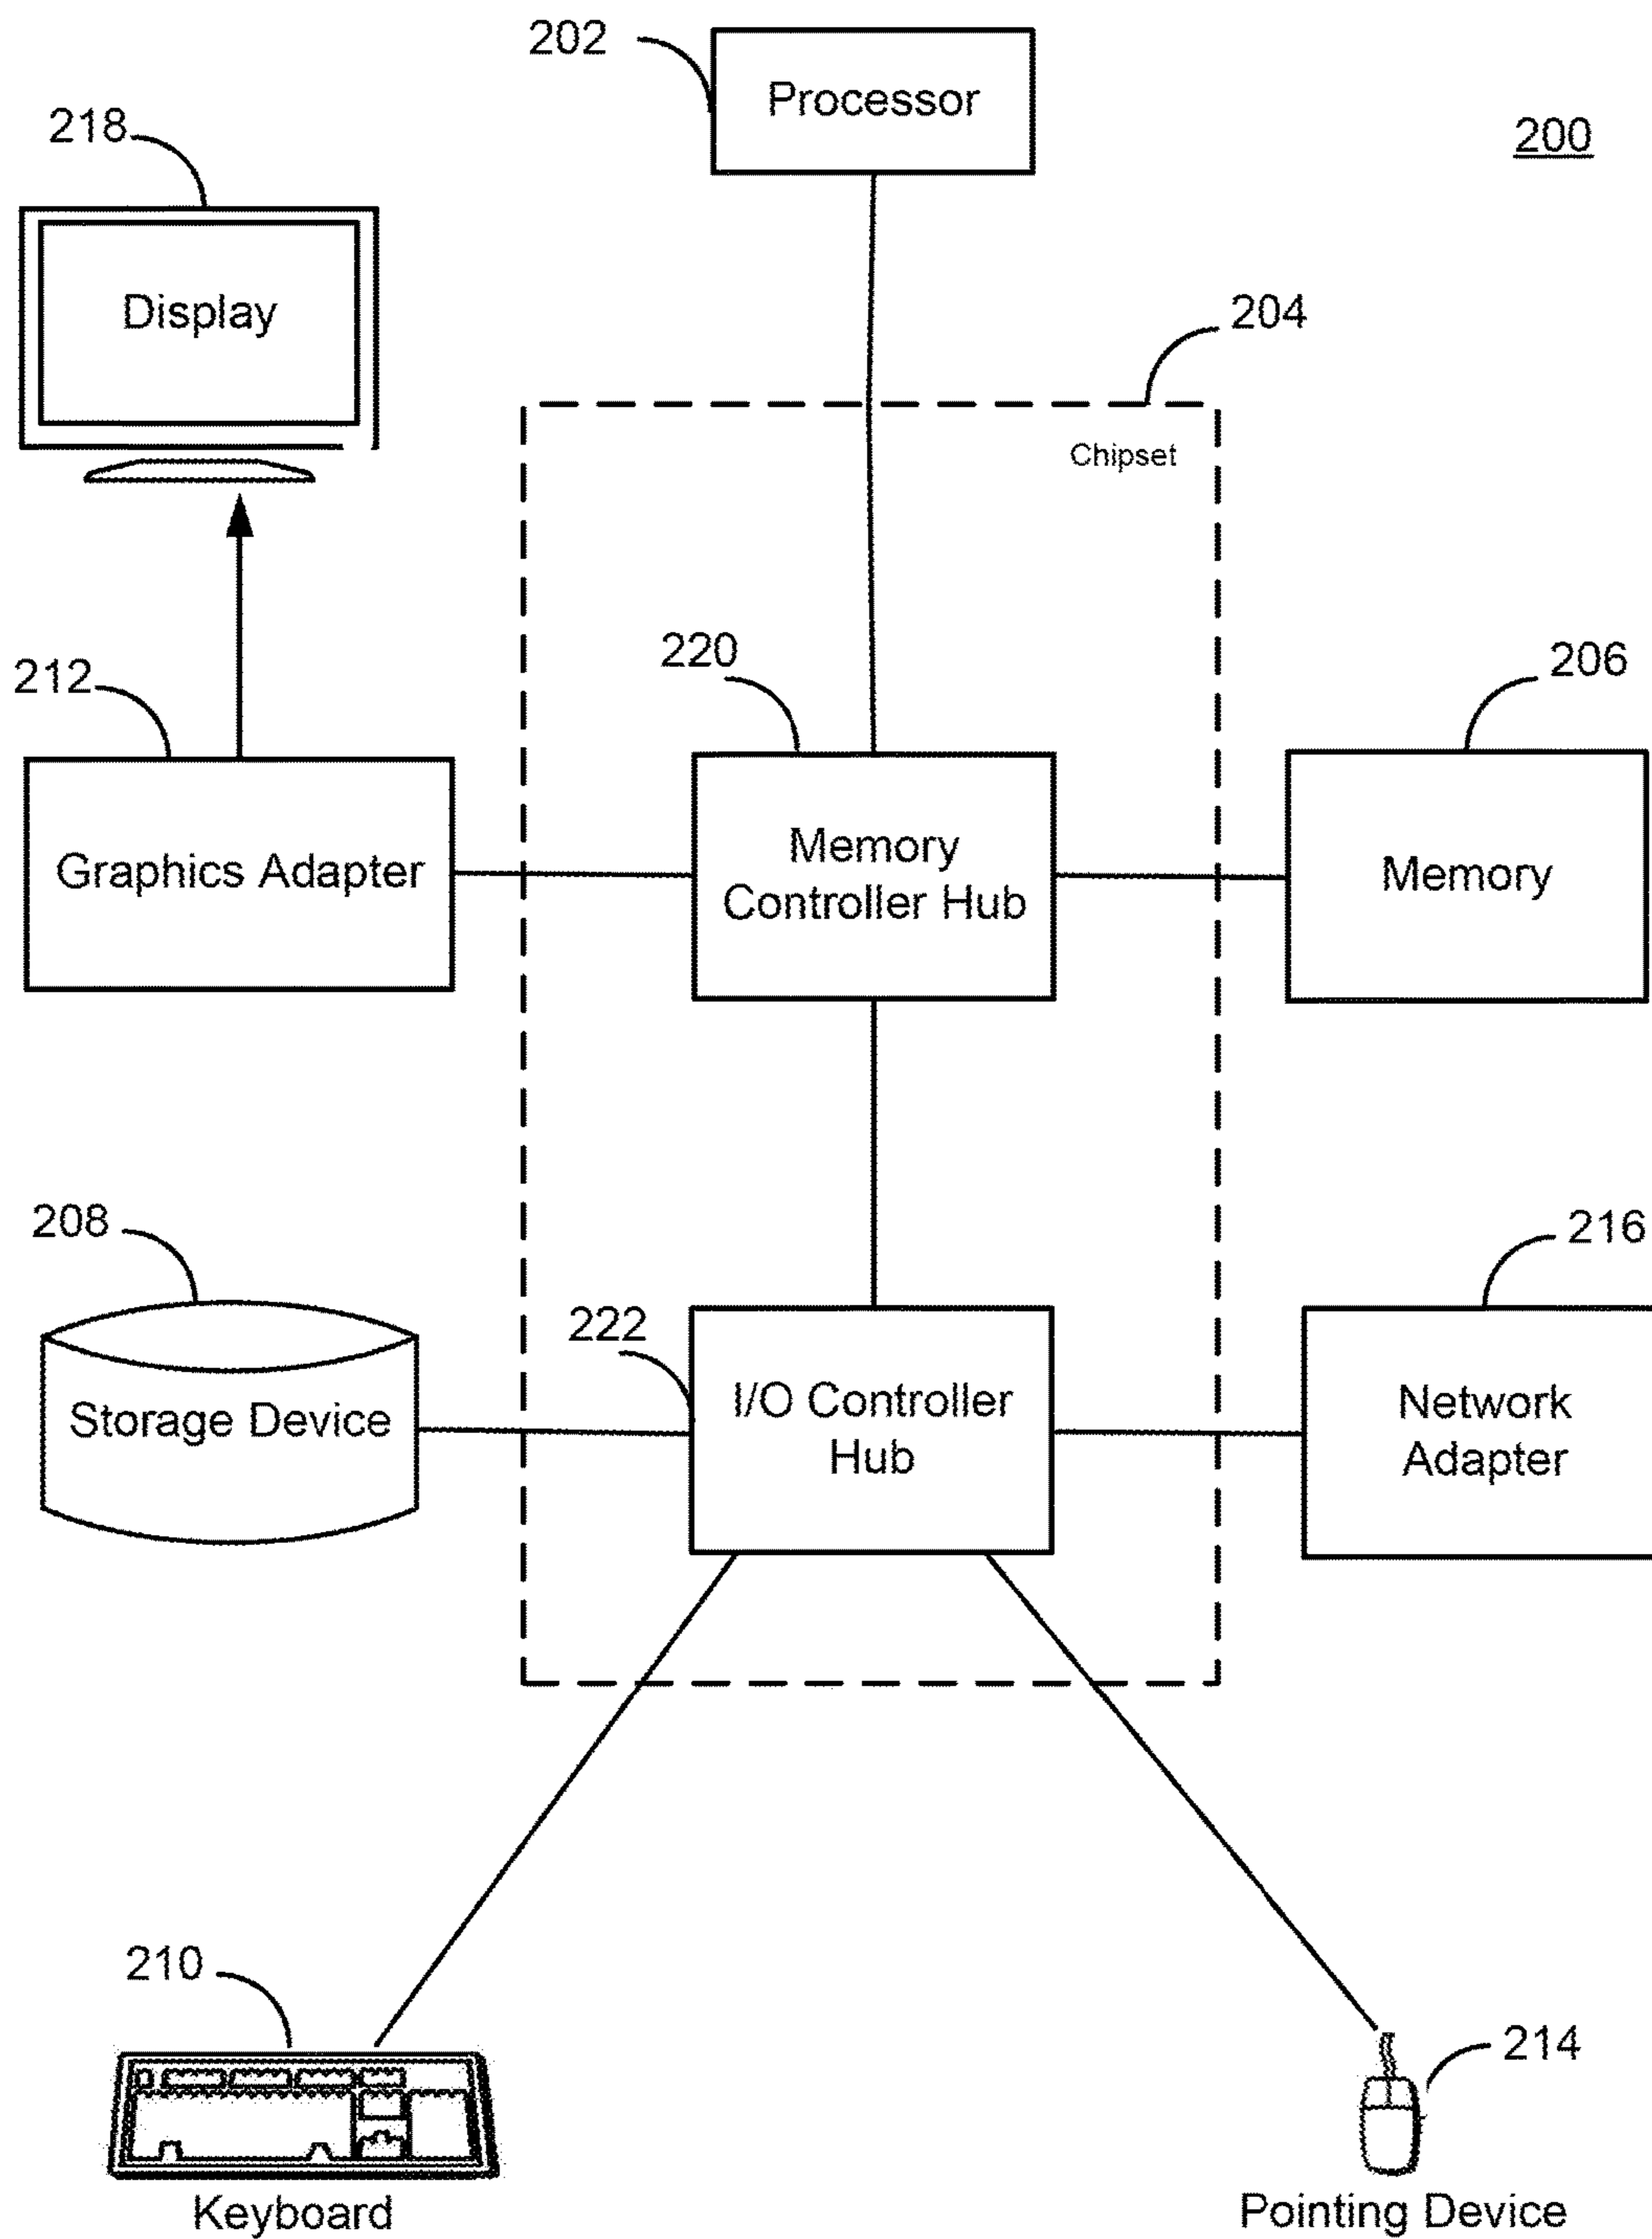 202
Processor
200
218
Display
204
Chipset
212
220
206
Graphics Adapter
Memory
Controller Hub
Memory
208
222
216
Storage Device
I/O Controller
Hub
Network
Adapter
210
214
Keyboard
Pointing Device